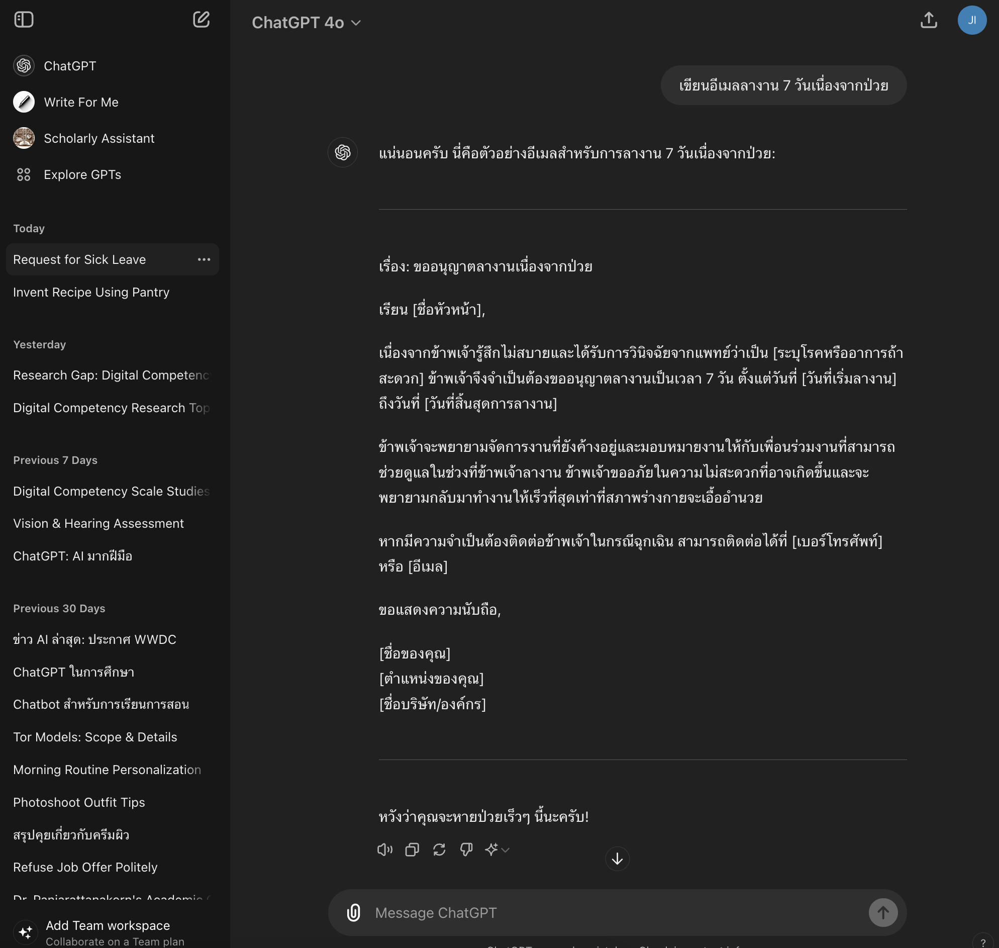 ChatGPT
Write For Me
Scholarly Assistant
Explore GPTs
Today
Request for Sick Leave
Invent Recipe Using Pantry
Yesterday
Research Gap: Digital Competenc
Digital Competency Research Top
Previous 7 Days
Digital Competency Scale Studies
Vision & Hearing Assessment
ChatGPT: AI มากฝีมือ
Previous 30 Days
ข่าว AI ล่าสุด: ประกาศ WWDC
ChatGPT ในการศึกษา
Chatbot สำหรับการเรียนการสอน
Tor Models: Scope & Details
Morning Routine Personalization
Photoshoot Outfit Tips
สรุปคุยเกี่ยวกับครีมผิว
Refuse Job Offer Politely
Add Team workspace
Collaborate on a Team plan
ChatGPT 4o
JI
เขียนอีเมลลางาน 7 วันเนื่องจากป่วย
แน่นอนครับ นี่คือตัวอย่างอีเมลสำหรับการลางาน 7 วันเนื่องจากป่วย:
เรื่อง: ขออนุญาตลางานเนื่องจากป่วย
เรียน [ชื่อหัวหน้า],
เนื่องจากข้าพเจ้ารู้สึกไม่สบายและได้รับการวินิจฉัยจากแพทย์ว่าเป็น [ระบุโรคหรืออาการถ้า
สะดวก] ข้าพเจ้าจึงจำเป็นต้องขออนุญาตลางานเป็นเวลา 7 วัน ตั้งแต่วันที่ [วันที่เริ่มลางาน]
ถึงวันที่ [วันที่สิ้นสุดการลางาน]
ข้าพเจ้าจะพยายามจัดการงานที่ยังค้างอยู่และมอบหมายงานให้กับเพื่อนร่วมงานที่สามารถ
ช่วยดูแลในช่วงที่ข้าพเจ้าลางาน ข้าพเจ้าขออภัยในความไม่สะดวกที่อาจเกิดขึ้นและจะ
พยายามกลับมาทำงานให้เร็วที่สุดเท่าที่สภาพร่างกายจะเอื้ออำนวย
หากมีความจำเป็นต้องติดต่อข้าพเจ้าในกรณีฉุกเฉิน สามารถติดต่อได้ที่ [เบอร์โทรศัพท์]
หรือ [อีเมล]
ขอแสดงความนับถือ,
[ชื่อของคุณ]
[ตำแหน่งของคุณ]
[ชื่อบริษัท/องค์กร]
หวังว่าคุณจะหายป่วยเร็วๆ นี้นะครับ!
Message ChatGPT
?